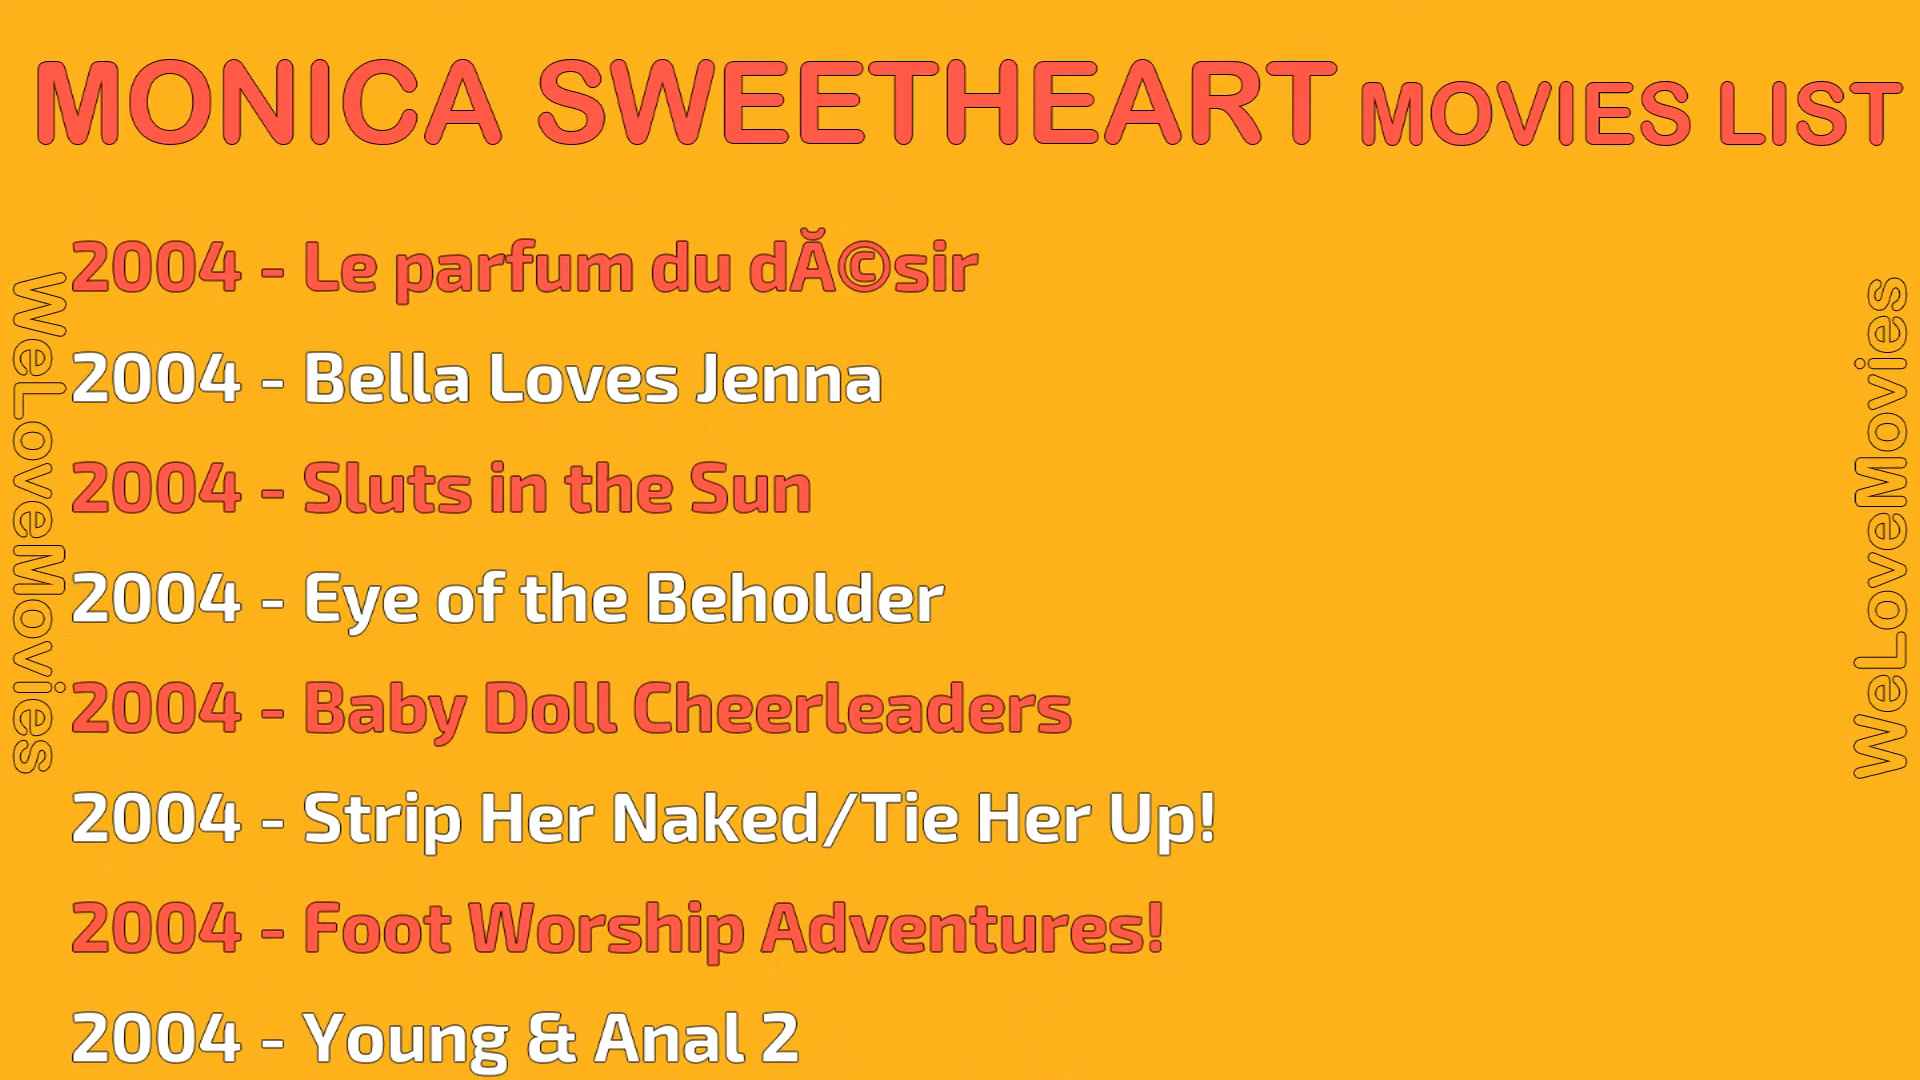 MONICA SWEETHEART MOVIES LIST
2004 - Le parfum du dĂ©sir
2004 - Bella Loves Jenna
2004 - Sluts in the Sun
2004 - Eye of the Beholder
2004 - Baby Doll Cheerleaders
2004 - Strip Her Naked/Tie Her Up!
2004 - Foot Worship Adventures!
2004 - Young & Anal 2
WeLoveMovies
WeLoveMovies